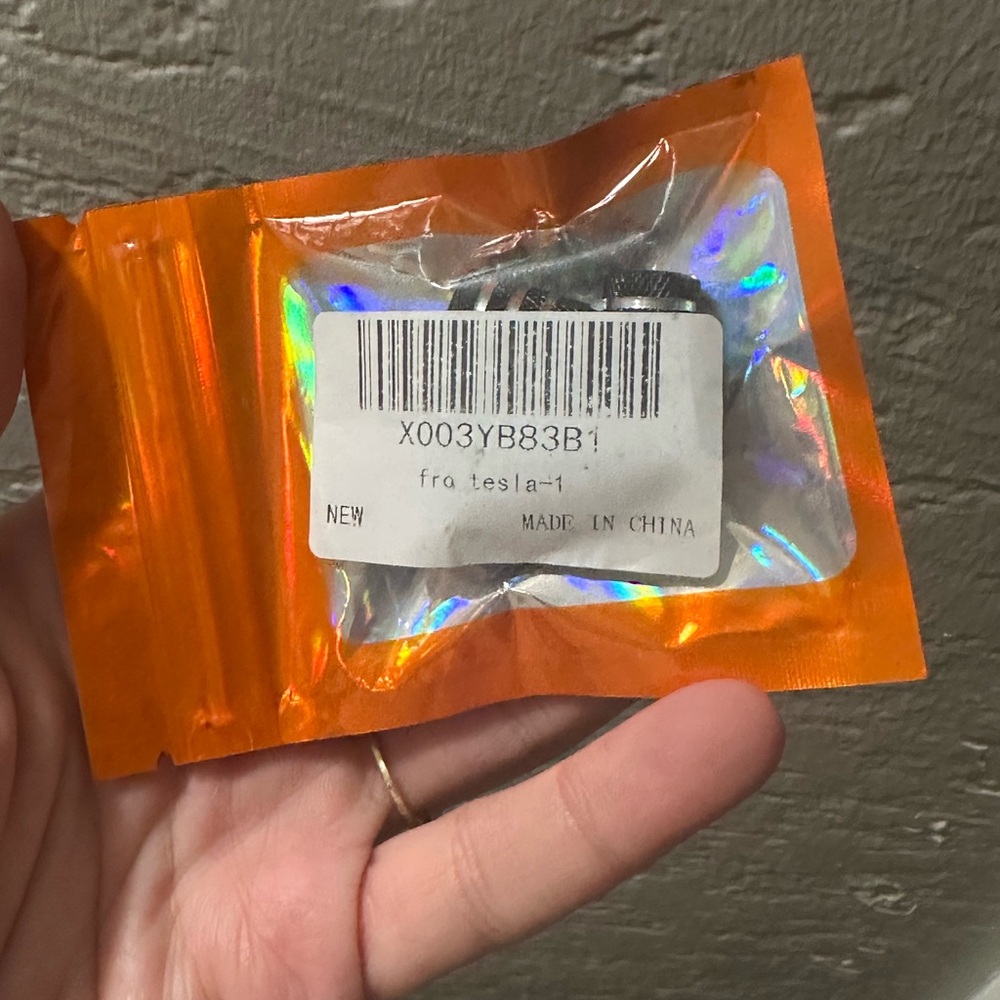 X003YB83B1
fro tesla-1
NEW
MADE IN CHINA